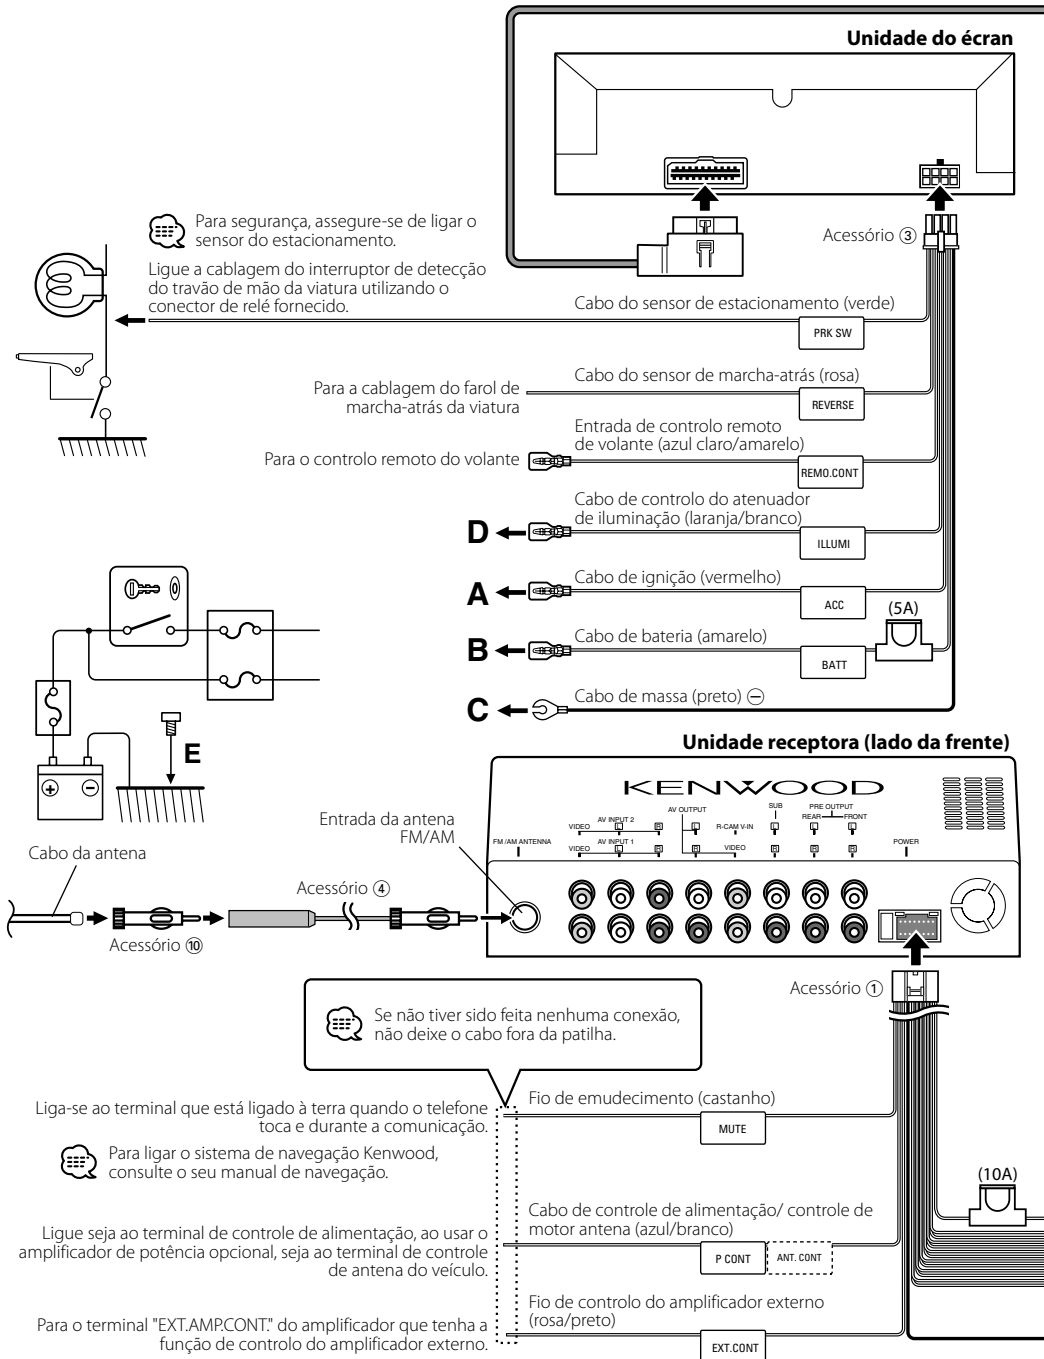 Unidade do écran
Acessório ③
Para segurança, assegure-se de ligar o
sensor do estacionamento.
Ligue a cablagem do interruptor de detecção
do travão de mão da viatura utilizando o
conector de relé fornecido.
Cabo do sensor de estacionamento (verde)
PRK SW
Cabo do sensor de marcha-atrás (rosa)
REVERSE
Para a cablagem do farol de
marcha-atrás da viatura
Entrada de controlo remoto
de volante (azul claro/amarelo)
REMO.CONT
Para o controlo remoto do volante
Cabo de controlo do atenuador
de iluminação (laranja/branco)
D
ILLUMI
Cabo de ignição (vermelho)
A
ACC
(5A)
Cabo de bateria (amarelo)
B
BATT
Cabo de massa (preto) ⊖
C
E
⊕ ⊖
Unidade receptora (lado da frente)
KENWOOD
SUB PRE OUTPUT
REAR FRONT
AV OUTPUT
AV INPUT 2
VIDEO L R L R-CAM V-IN L L L
FM /AM ANTENNA
AV INPUT 1
VIDEO L R R VIDEO R R R
POWER
Entrada da antena
FM/AM
Cabo da antena
Acessório ④
Acessório ⑩
Acessório ①
Se não tiver sido feita nenhuma conexão,
não deixe o cabo fora da patilha.
Fio de emudecimento (castanho)
MUTE
Liga-se ao terminal que está ligado à terra quando o telefone
toca e durante a comunicação.
Para ligar o sistema de navegação Kenwood,
consulte o seu manual de navegação.
(10A)
Cabo de controle de alimentação/ controle de
motor antena (azul/branco)
P CONT ANT. CONT
Ligue seja ao terminal de controle de alimentação, ao usar o
amplificador de potência opcional, seja ao terminal de controle
de antena do veículo.
Fio de controlo do amplificador externo
(rosa/preto)
EXT.CONT
Para o terminal "EXT.AMP.CONT." do amplificador que tenha a
função de controlo do amplificador externo.